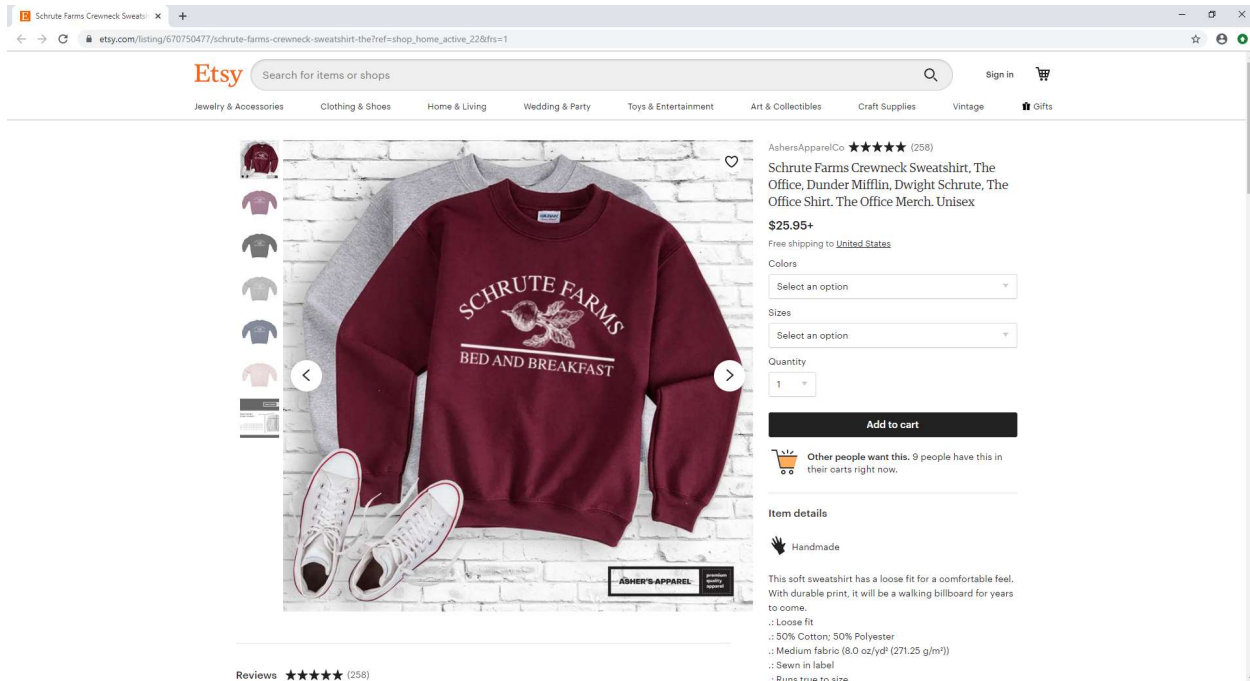 Schrute Farms Crewneck Sweats
etsy.com/listing/670750477/schrute-farms-crewneck-sweatshirt-the?ref=shop_home_active_22&frs=1
Etsy
Search for items or shops
Sign in
Jewelry & Accessories
Clothing & Shoes
Home & Living
Wedding & Party
Toys & Entertainment
Art & Collectibles
Craft Supplies
Vintage
Gifts
SCHRUTE FARMS
BED AND BREAKFAST
ASHER'S APPAREL
premium
quality
apparel
AshersApparelCo ★★★★★ (258)
Schrute Farms Crewneck Sweatshirt, The
Office, Dunder Mifflin, Dwight Schrute, The
Office Shirt. The Office Merch. Unisex
$25.95+
Free shipping to United States
Colors
Select an option
Sizes
Select an option
Quantity
1
Add to cart
Other people want this. 9 people have this in
their carts right now.
Item details
Handmade
This soft sweatshirt has a loose fit for a comfortable feel.
With durable print, it will be a walking billboard for years
to come.
.: Loose fit
.: 50% Cotton; 50% Polyester
.: Medium fabric (8.0 oz/yd² (271.25 g/m²))
.: Sewn in label
.: Runs true to size
Reviews ★★★★★ (258)